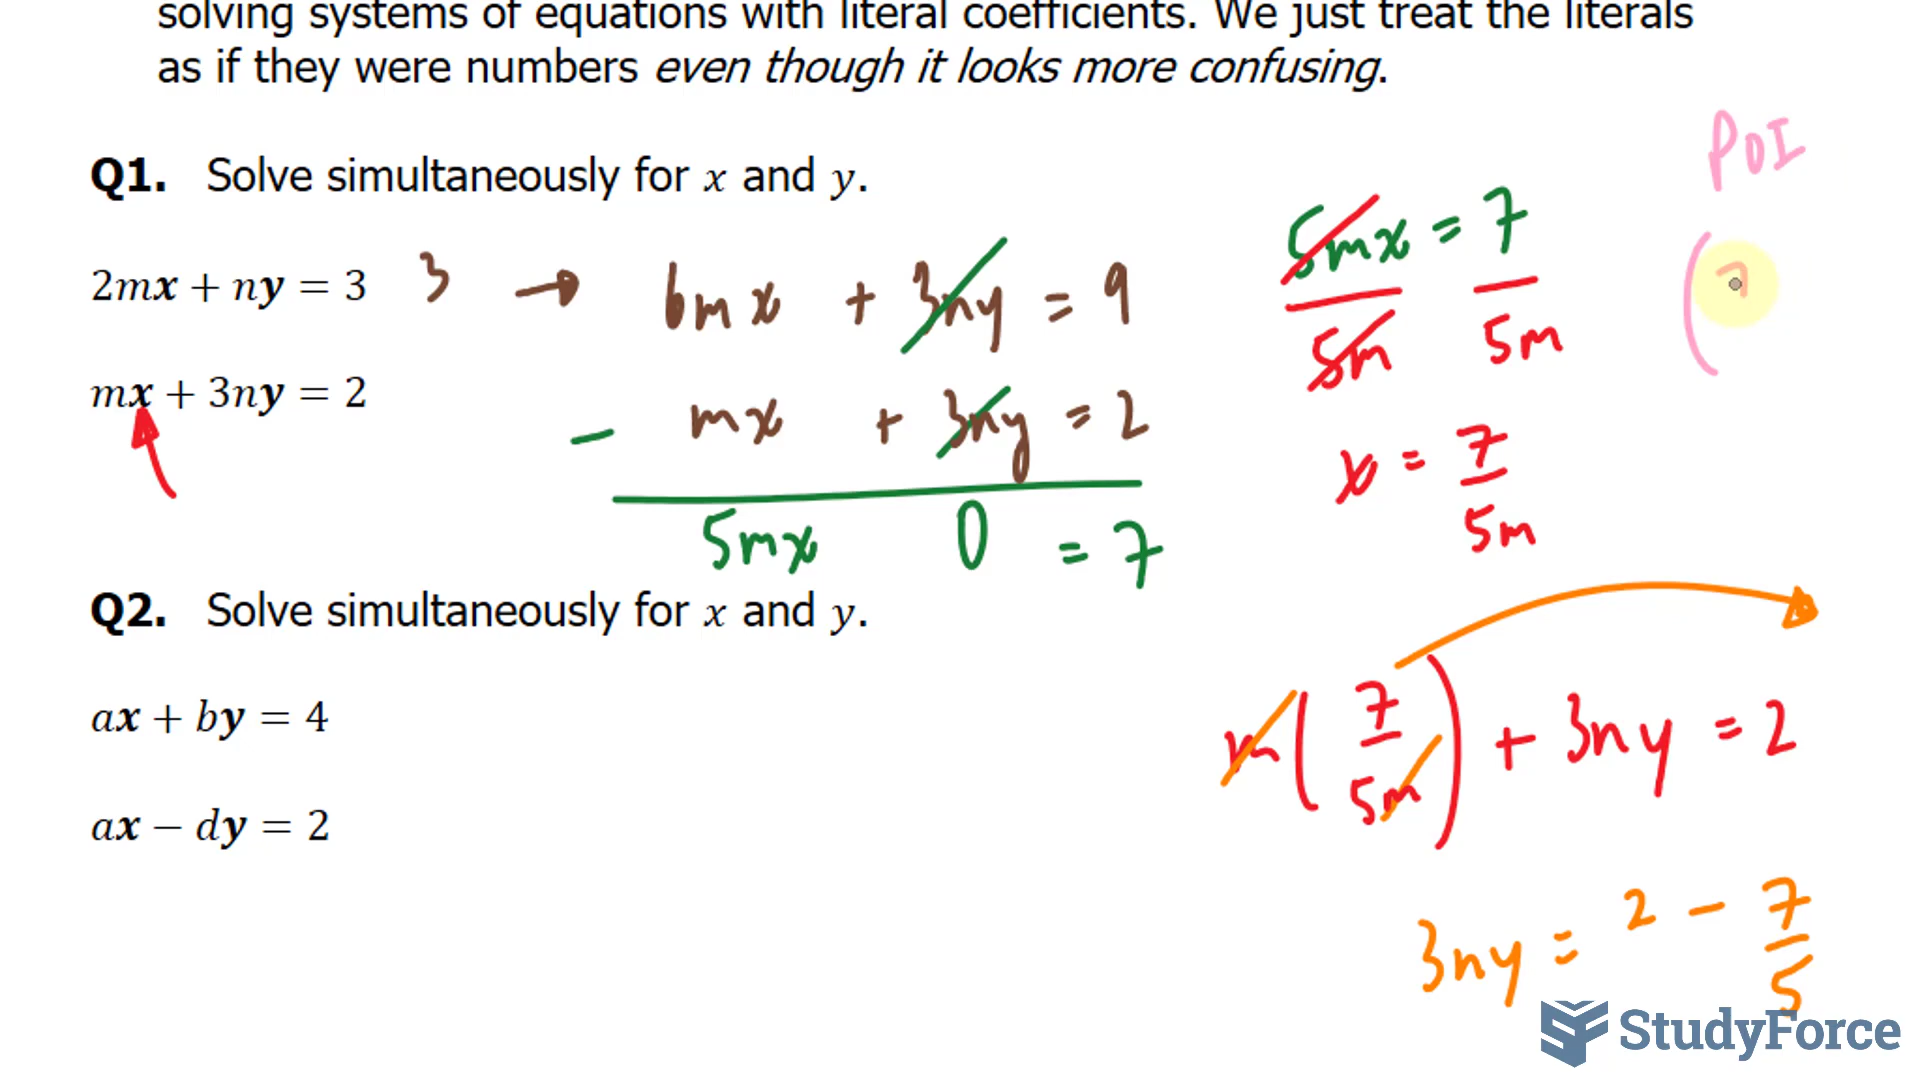 solving systems of equations with literal coefficients. We just treat the literals
as if they were numbers even though it looks more confusing.
POI
Q1. Solve simultaneously for x and y.
2mx + ny = 3 3 → 6mx + 3ny = 9
mx + 3ny = 2
- mx + 3ny = 2
5mx 0 = 7
5mx = 7
5m 5m
x = 7
5m
( 7
Q2. Solve simultaneously for x and y.
ax + by = 4
ax − dy = 2
m(7/5m) + 3ny = 2
3ny = 2 - 7/5
StudyForce